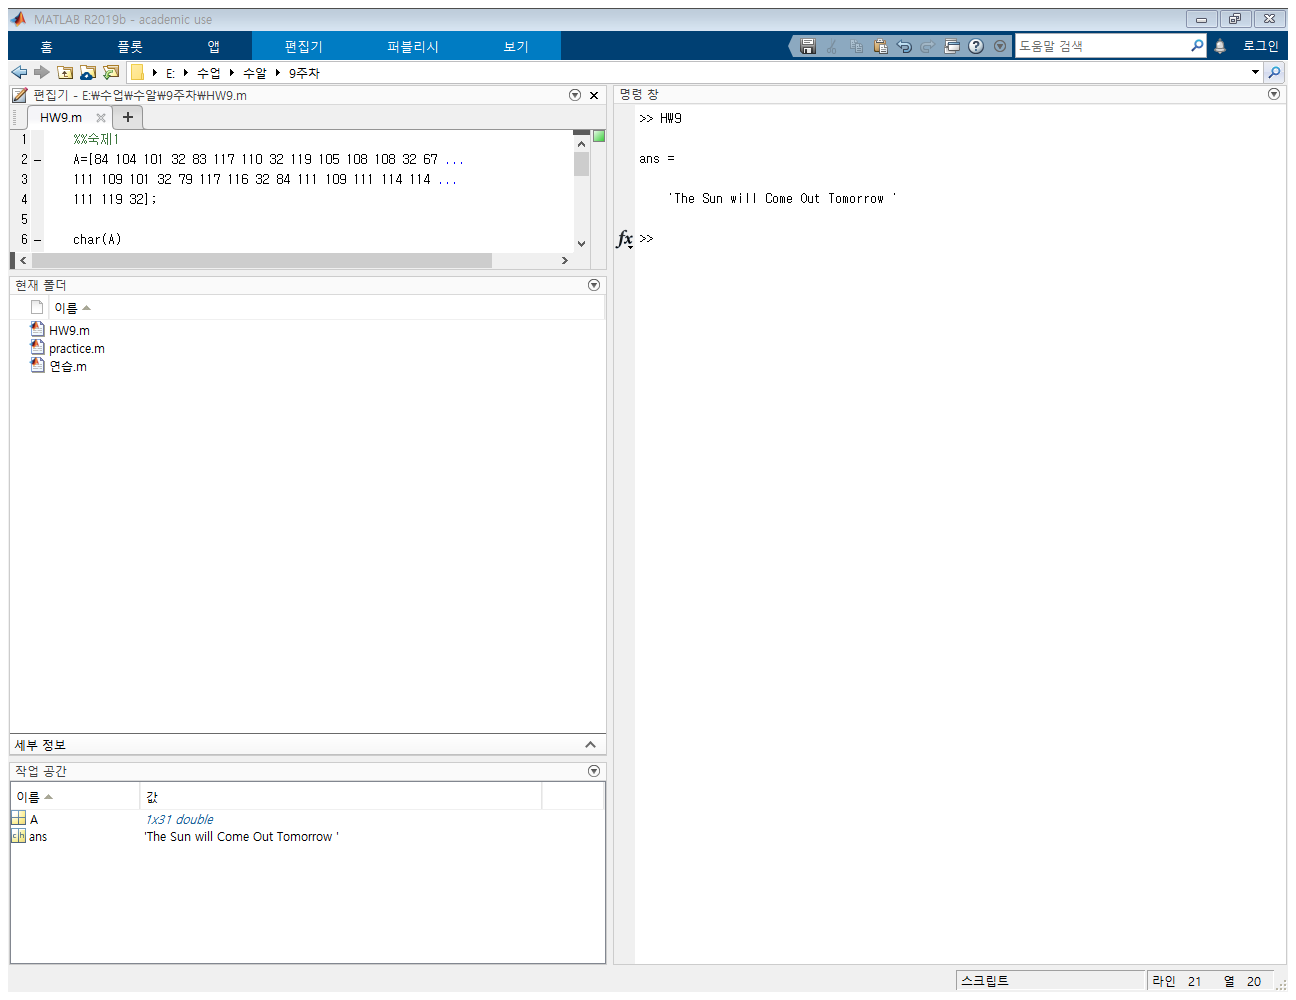 MATLAB R2019b - academic use
홈 플롯 앱 편집기 퍼블리시 보기 도움말 검색 로그인
E: 수업 수알 9주차
편집기 - E:₩수업₩수알₩9주차₩HW9.m
HW9.m
1 %%숙제1
2 – A=[84 104 101 32 83 117 110 32 119 105 108 108 32 67 ...
3 111 109 101 32 79 117 116 32 84 111 109 111 114 114 ...
4 111 119 32];
5
6 – char(A)
현재 폴더
이름
HW9.m
practice.m
연습.m
세부 정보
작업 공간
이름 값
A 1x31 double
ans 'The Sun will Come Out Tomorrow '
명령 창
>> HW9
ans =
'The Sun will Come Out Tomorrow '
fx >>
스크립트 라인 21 열 20